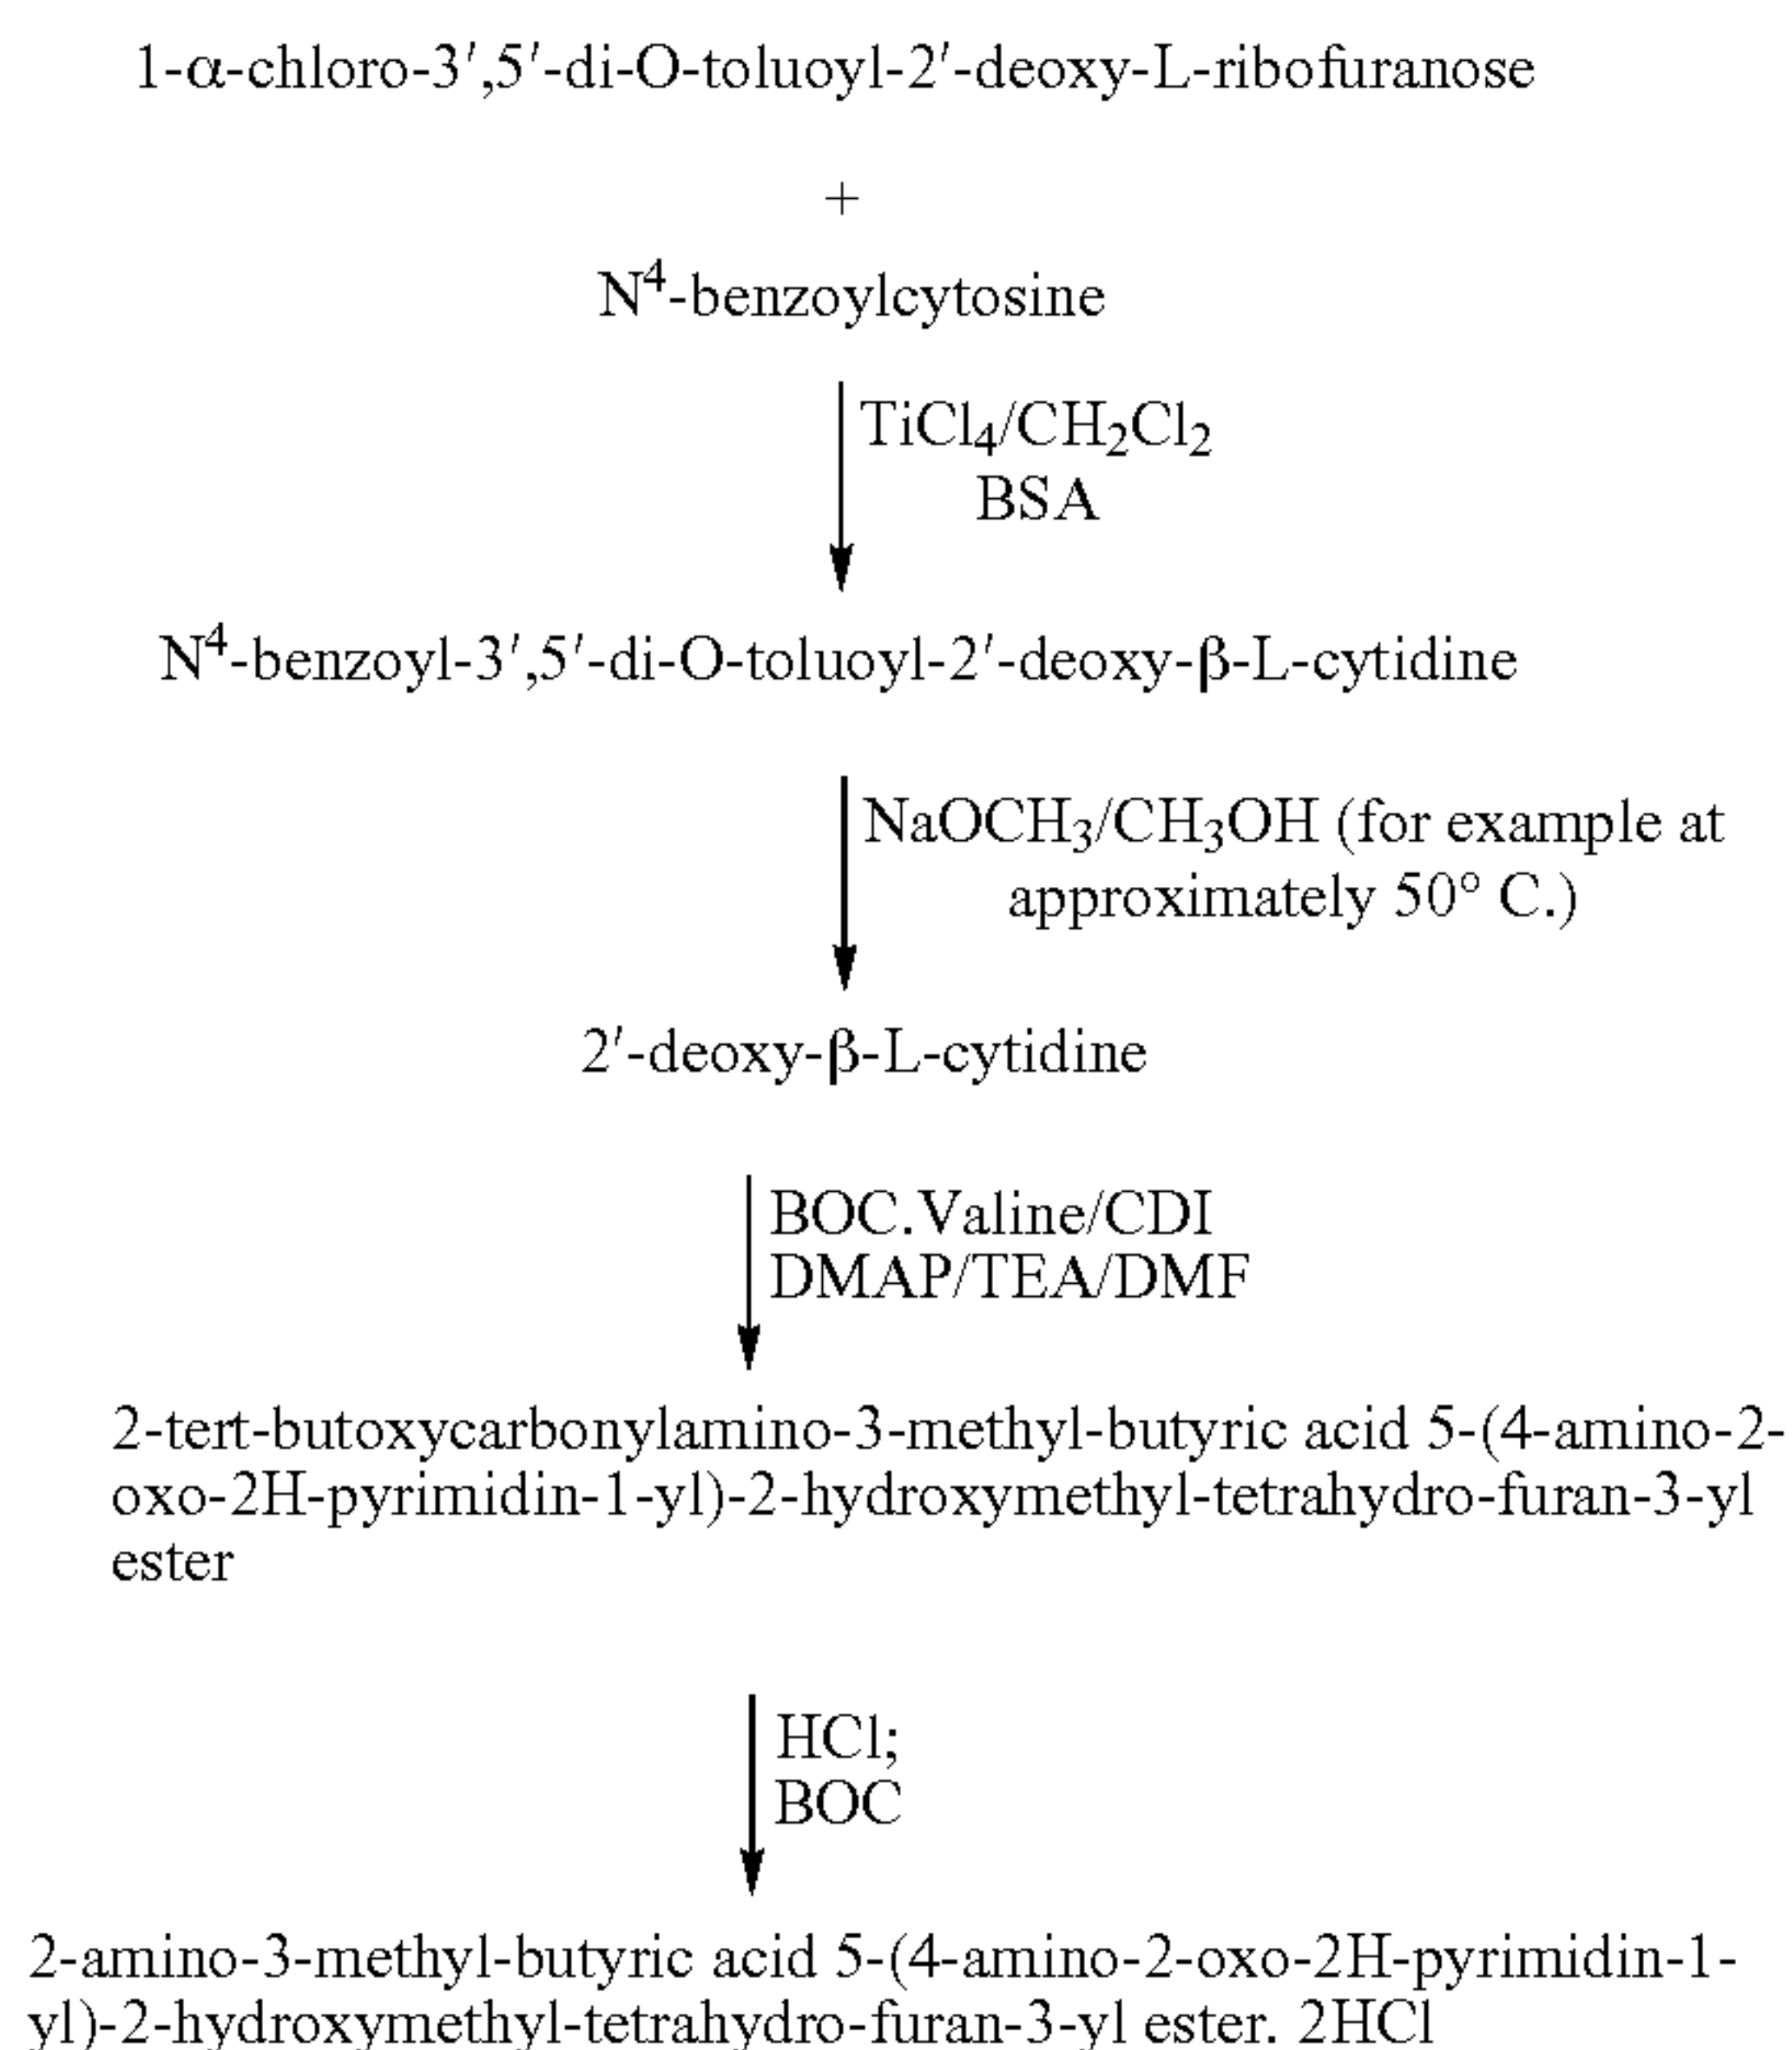 1-α-chloro-3′,5′-di-O-toluoyl-2′-deoxy-L-ribofuranose
+
N⁴-benzoylcytosine
TiCl₄/CH₂Cl₂
BSA
N⁴-benzoyl-3′,5′-di-O-toluoyl-2′-deoxy-β-L-cytidine
NaOCH₃/CH₃OH (for example at
approximately 50° C.)
2′-deoxy-β-L-cytidine
BOC.Valine/CDI
DMAP/TEA/DMF
2-tert-butoxycarbonylamino-3-methyl-butyric acid 5-(4-amino-2-
oxo-2H-pyrimidin-1-yl)-2-hydroxymethyl-tetrahydro-furan-3-yl
ester
HCl;
BOC
2-amino-3-methyl-butyric acid 5-(4-amino-2-oxo-2H-pyrimidin-1-
yl)-2-hydroxymethyl-tetrahydro-furan-3-yl ester. 2HCl